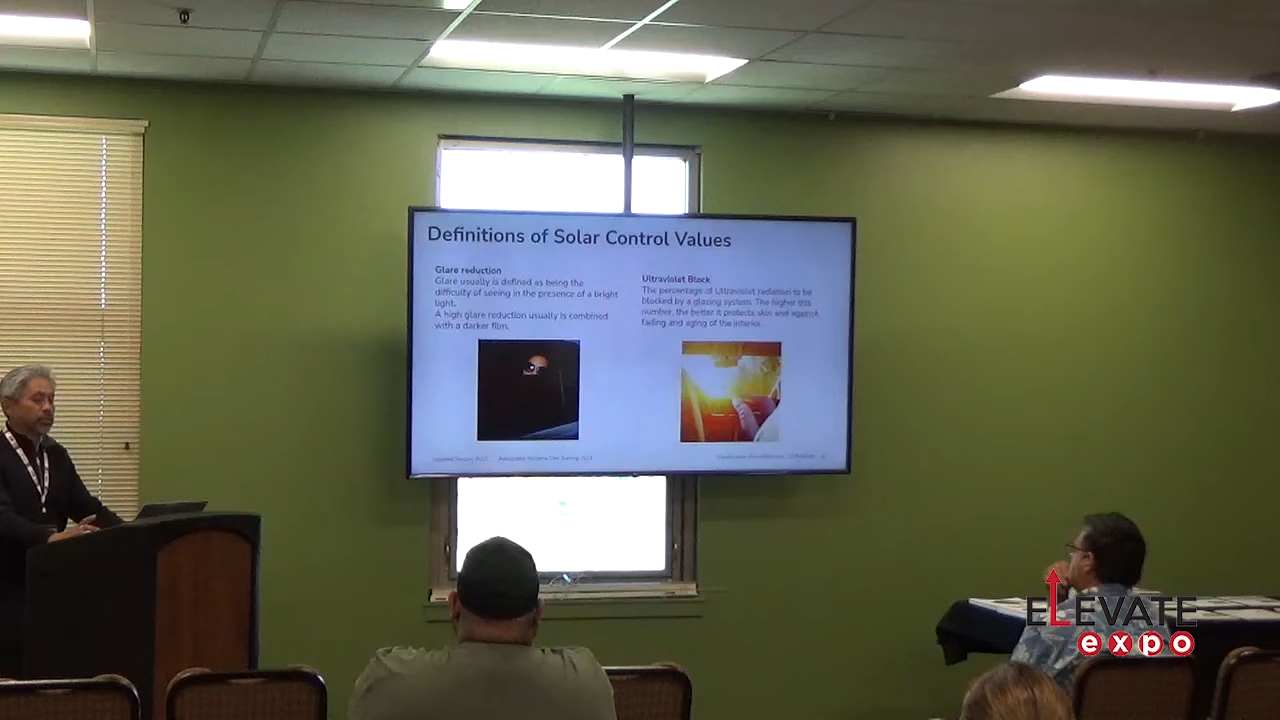 Definitions of Solar Control Values
Glare reduction
Glare usually is defined as being the
difficulty of seeing in the presence of a bright
light.
A high glare reduction usually is combined
with a darker film.
Ultraviolet Block
The percentage of Ultraviolet radiation to be
blocked by a glazing system. The higher this
number, the better it protects skin and against
fading and aging of the interior.
ELEVATE
expo